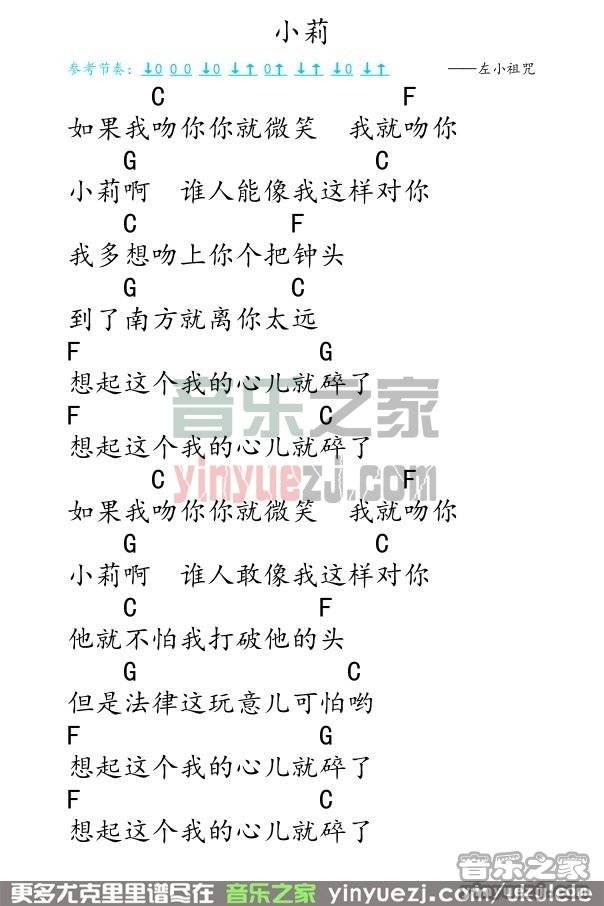 小莉
参考节奏：↓0 0 0 ↓0 ↓↑ 0↑ ↓↑ ↓0 ↓↑ ——左小祖咒
C F
如果我吻你你就微笑 我就吻你
G C
小莉啊 谁人能像我这样对你
C F
我多想吻上你个把钟头
G C
到了南方就离你太远
F G
想起这个我的心儿就碎了
F C
想起这个我的心儿就碎了
C F
如果我吻你你就微笑 我就吻你
G C
小莉啊 谁人敢像我这样对你
C F
他就不怕我打破他的头
G C
但是法律这玩意儿可怕哟
F G
想起这个我的心儿就碎了
F C
想起这个我的心儿就碎了
音乐之家
yinyuezj.com
音乐之家
yinyuezj.com
更多尤克里里谱尽在 音乐之家 yinyuezj.com/ukuku